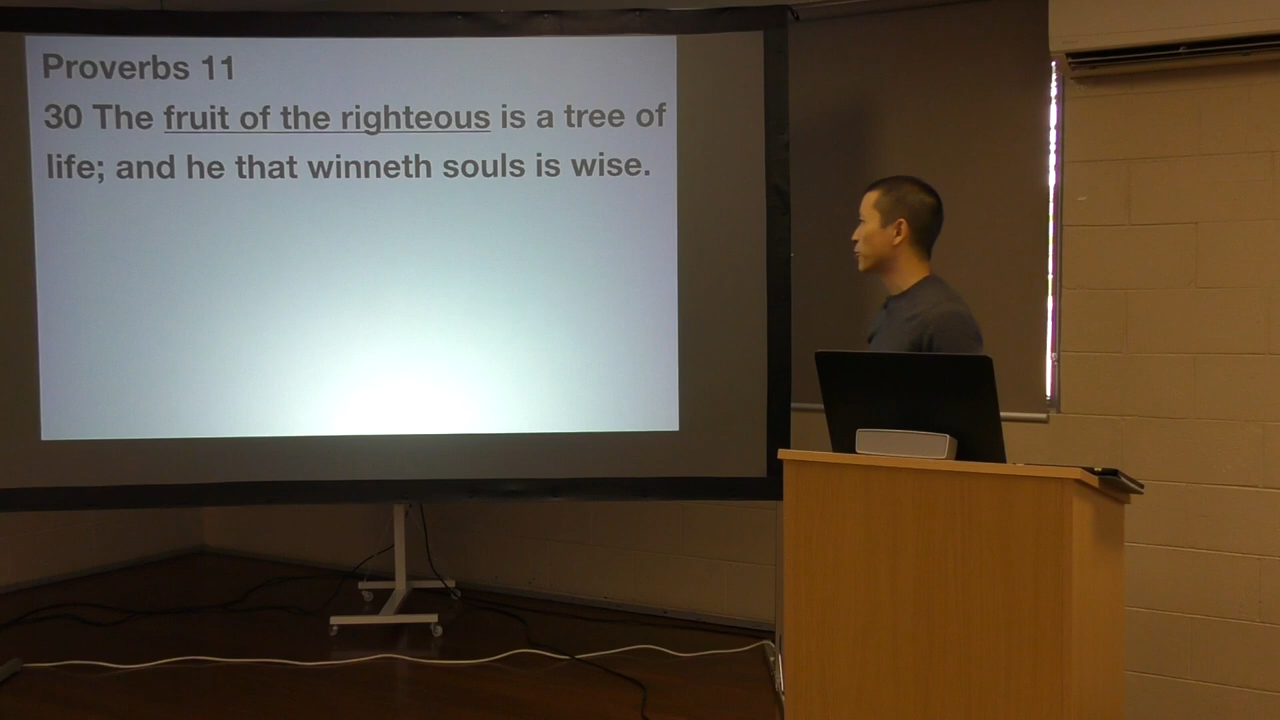 Proverbs 11
30 The fruit of the righteous is a tree of
life; and he that winneth souls is wise.